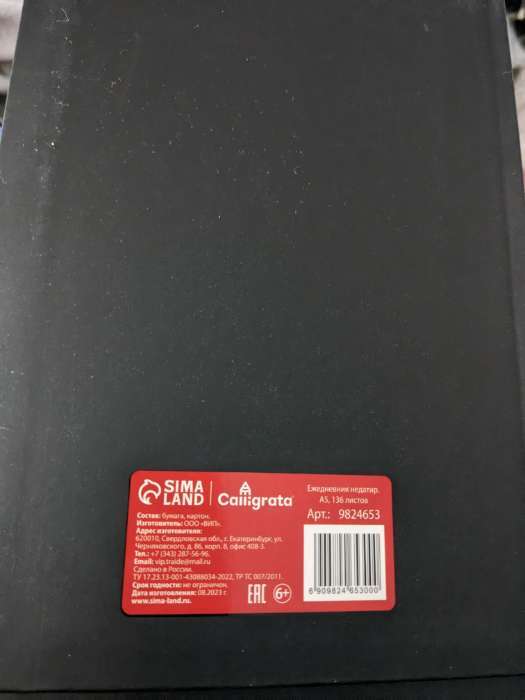 SIMA LAND
Calligrata
Ежедневник недатир.
А5, 136 листов
Арт.: 9824653
Состав: бумага, картон.
Изготовитель: ООО «ВИП».
Адрес изготовителя:
620010, Свердловская обл., г. Екатеринбург, ул.
Черняховского, д. 86, корп. 8, офис 408-3.
Тел.: +7 (343) 287-56-96.
Email: vip.traide@mail.ru
Сделано в России.
ТУ 17.23.13-001-43088034-2022, ТР ТС 007/2011.
Срок годности: не ограничен.
Дата изготовления: 08.2023 г.
www.sima-land.ru.
EAC 6+
6 909824 653000